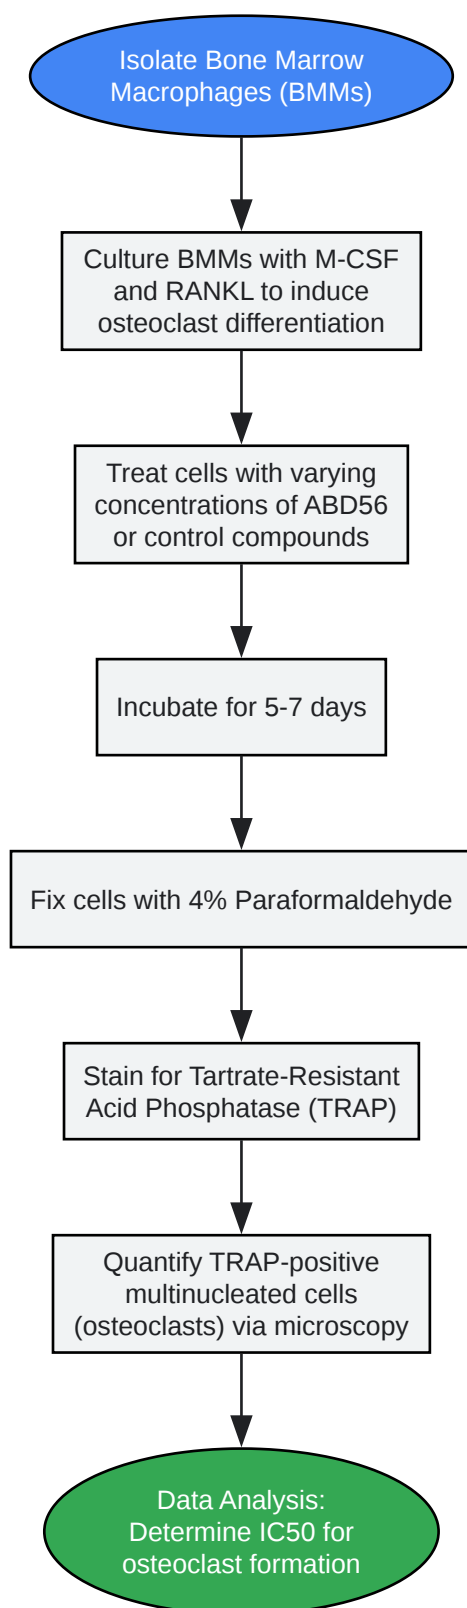 Isolate Bone Marrow
Macrophages (BMMs)
Culture BMMs with M-CSF
and RANKL to induce
osteoclast differentiation
Treat cells with varying
concentrations of ABD56
or control compounds
Incubate for 5-7 days
Fix cells with 4% Paraformaldehyde
Stain for Tartrate-Resistant
Acid Phosphatase (TRAP)
Quantify TRAP-positive
multinucleated cells
(osteoclasts) via microscopy
Data Analysis:
Determine IC50 for
osteoclast formation